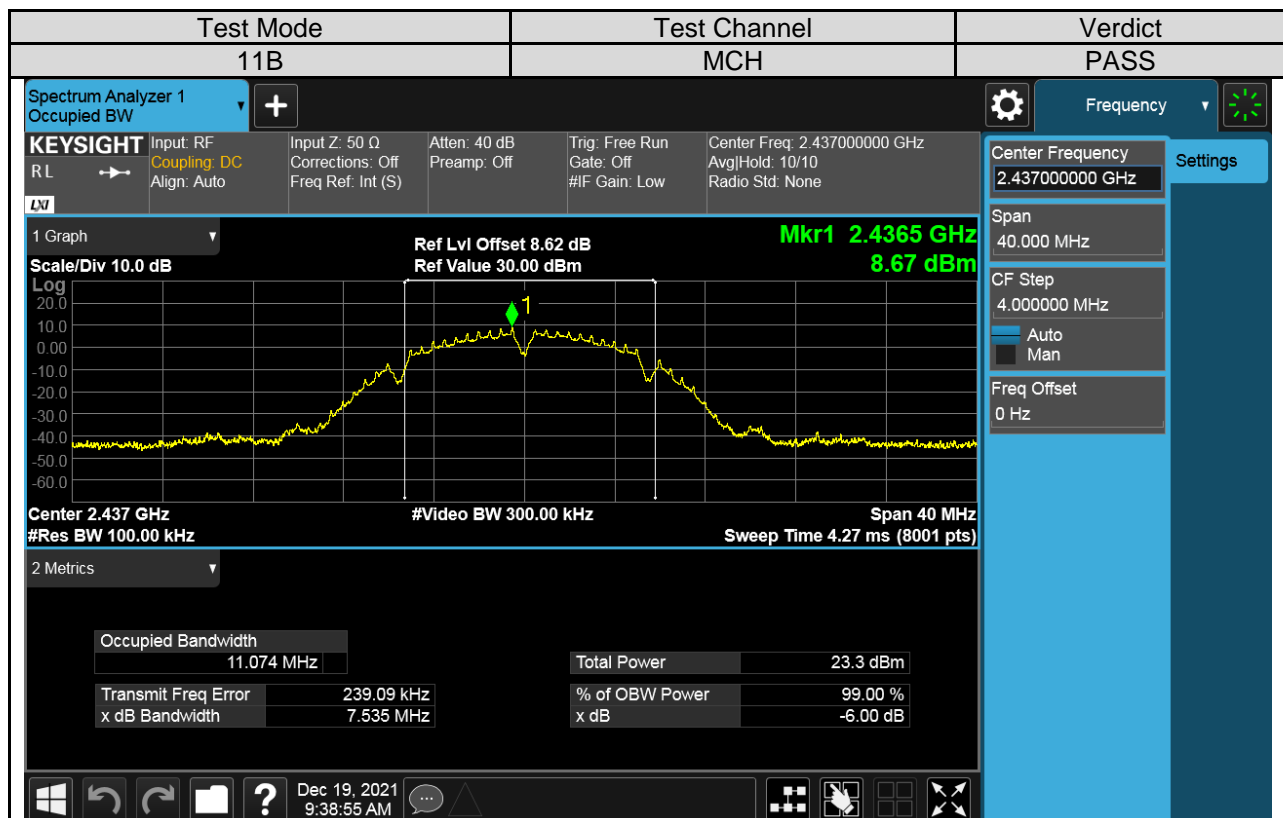 Test Mode Test Channel Verdict
11B MCH PASS
Spectrum Analyzer 1
Occupied BW
+
Frequency
KEYSIGHT Input: RF Input Z: 50 Ω Atten: 40 dB Trig: Free Run Center Freq: 2.437000000 GHz
RL Coupling: DC Corrections: Off Preamp: Off Gate: Off Avg|Hold: 10/10
Align: Auto Freq Ref: Int (S) #IF Gain: Low Radio Std: None
LXI
Center Frequency
2.437000000 GHz
Settings
Span
40.000 MHz
CF Step
4.000000 MHz
Auto
Man
Freq Offset
0 Hz
1 Graph
Ref Lvl Offset 8.62 dB
Mkr1 2.4365 GHz
Scale/Div 10.0 dB Ref Value 30.00 dBm 8.67 dBm
Log
20.0
10.0
0.00
-10.0
-20.0
-30.0
-40.0
-50.0
-60.0
1
Center 2.437 GHz #Video BW 300.00 kHz Span 40 MHz
#Res BW 100.00 kHz Sweep Time 4.27 ms (8001 pts)
2 Metrics
Occupied Bandwidth
11.074 MHz Total Power 23.3 dBm
Transmit Freq Error 239.09 kHz % of OBW Power 99.00 %
x dB Bandwidth 7.535 MHz x dB -6.00 dB
? Dec 19, 2021
9:38:55 AM